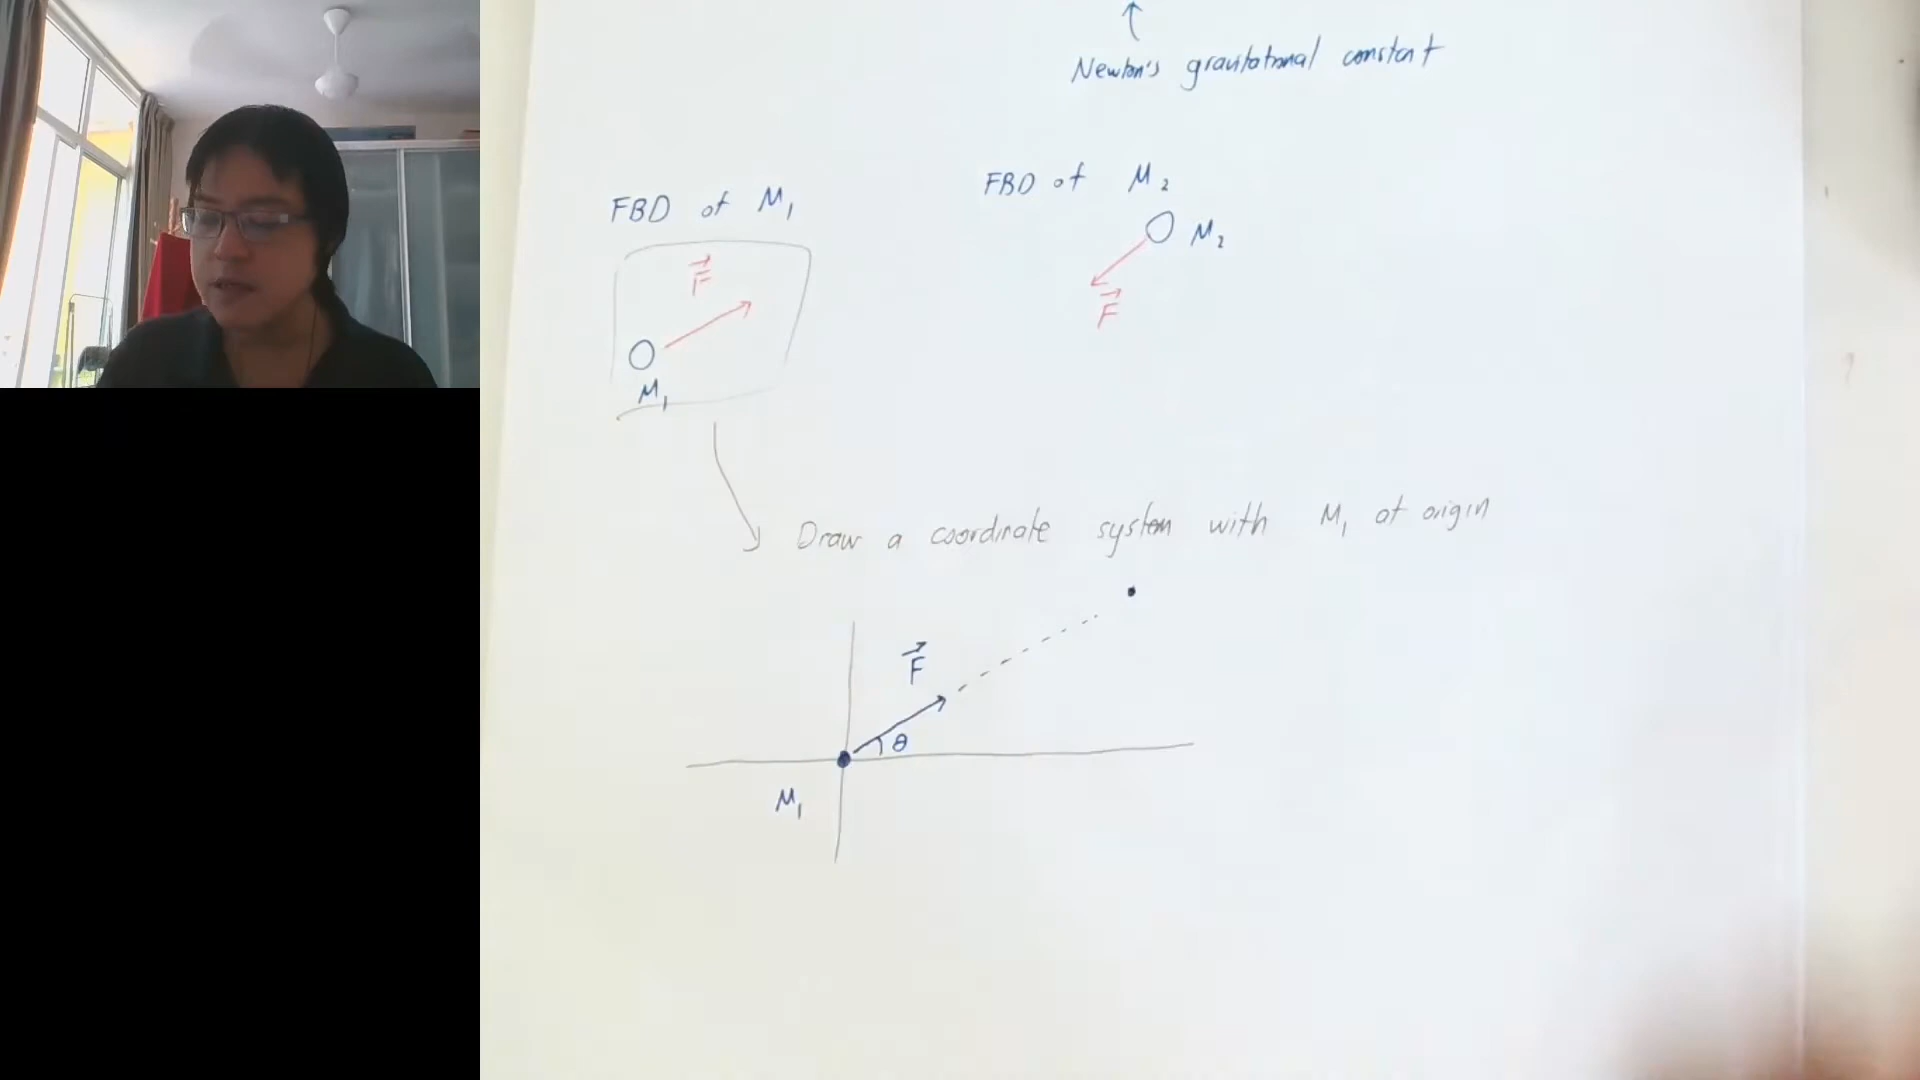 ↑
Newton's gravitational constant
FBD of M₁
F⃗
M₁
FBD of M₂
M₂
F⃗
Draw a coordinate system with M₁ at origin
F⃗
θ
M₁